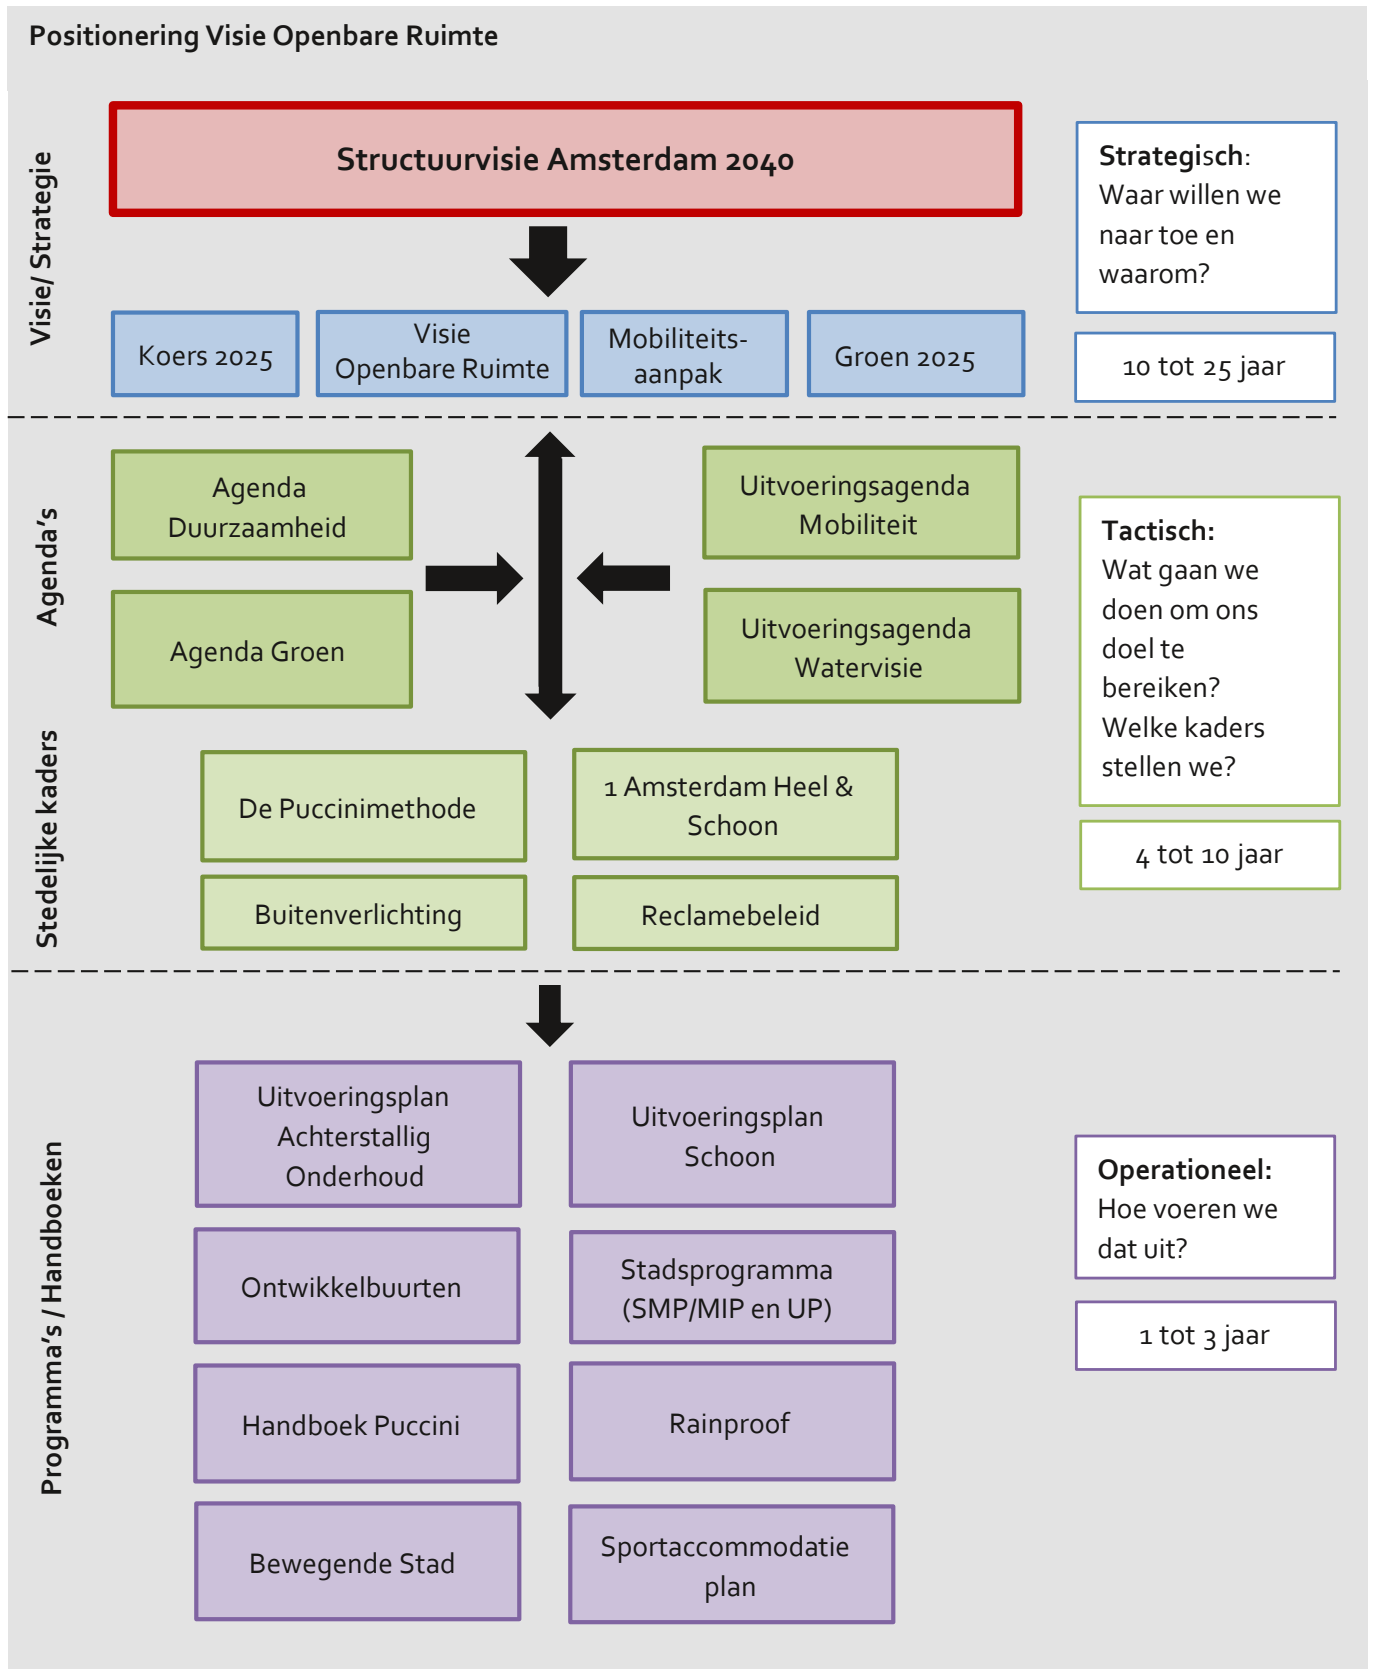 Positionering Visie Openbare Ruimte
Visie/ Strategie
Structuurvisie Amsterdam 2040
Strategisch:
Waar willen we
naar toe en
waarom?
Koers 2025
Visie
Openbare Ruimte
Mobiliteits-
aanpak
Groen 2025
10 tot 25 jaar
Agenda's
Agenda
Duurzaamheid
Uitvoeringsagenda
Mobiliteit
Agenda Groen
Uitvoeringsagenda
Watervisie
Tactisch:
Wat gaan we
doen om ons
doel te
bereiken?
Welke kaders
stellen we?
4 tot 10 jaar
Stedelijke kaders
De Puccinimethode
1 Amsterdam Heel &
Schoon
Buitenverlichting
Reclamebeleid
Programma's / Handboeken
Uitvoeringsplan
Achterstallig
Onderhoud
Uitvoeringsplan
Schoon
Ontwikkelbuurten
Stadsprogramma
(SMP/MIP en UP)
Handboek Puccini
Rainproof
Bewegende Stad
Sportaccommodatie
plan
Operationeel:
Hoe voeren we
dat uit?
1 tot 3 jaar